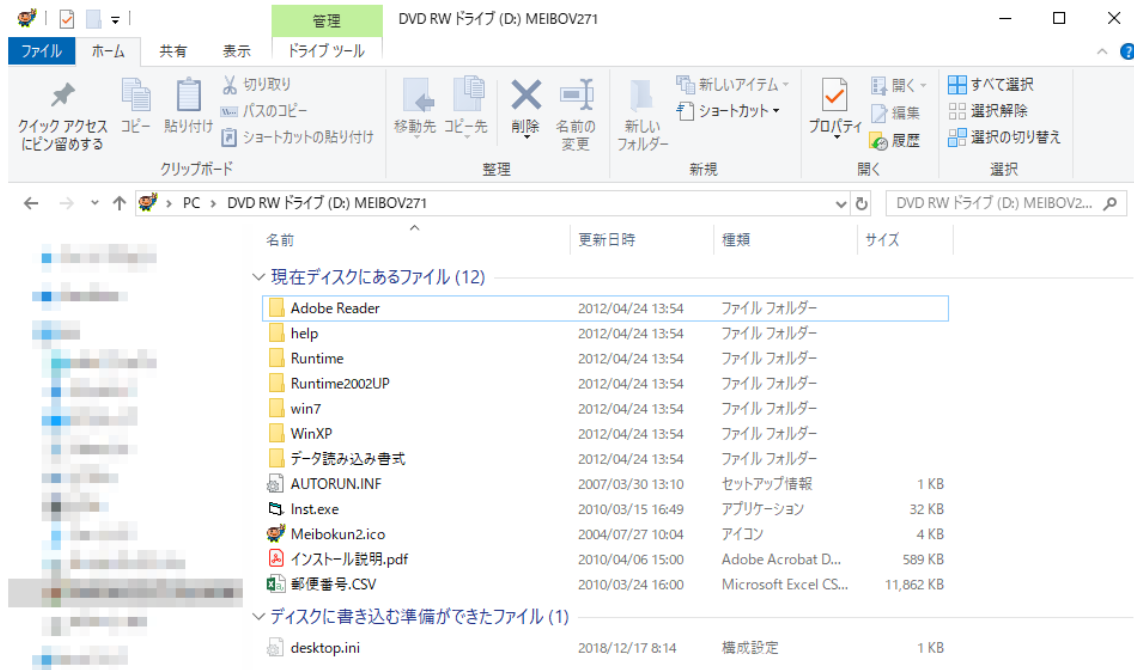 管理 DVD RW ドライブ (D:) MEIBOV271
ファイル ホーム 共有 表示 ドライブ ツール
クイック アクセスにピン留めする
コピー
貼り付け
切り取り
パスのコピー
ショートカットの貼り付け
クリップボード
移動先
コピー先
削除
名前の変更
整理
新しいフォルダー
新しいアイテム
ショートカット
新規
プロパティ
開く
編集
履歴
開く
すべて選択
選択解除
選択の切り替え
選択
PC › DVD RW ドライブ (D:) MEIBOV271
DVD RW ドライブ (D:) MEIBOV2...
名前 更新日時 種類 サイズ
現在ディスクにあるファイル (12)
Adobe Reader 2012/04/24 13:54 ファイル フォルダー
help 2012/04/24 13:54 ファイル フォルダー
Runtime 2012/04/24 13:54 ファイル フォルダー
Runtime2002UP 2012/04/24 13:54 ファイル フォルダー
win7 2012/04/24 13:54 ファイル フォルダー
WinXP 2012/04/24 13:54 ファイル フォルダー
データ読み込み書式 2012/04/24 13:54 ファイル フォルダー
AUTORUN.INF 2007/03/30 13:10 セットアップ情報 1 KB
Inst.exe 2010/03/15 16:49 アプリケーション 32 KB
Meibokun2.ico 2004/07/27 10:04 アイコン 4 KB
インストール説明.pdf 2010/04/06 15:00 Adobe Acrobat D... 589 KB
郵便番号.CSV 2010/03/24 16:00 Microsoft Excel CS... 11,862 KB
ディスクに書き込む準備ができたファイル (1)
desktop.ini 2018/12/17 8:14 構成設定 1 KB